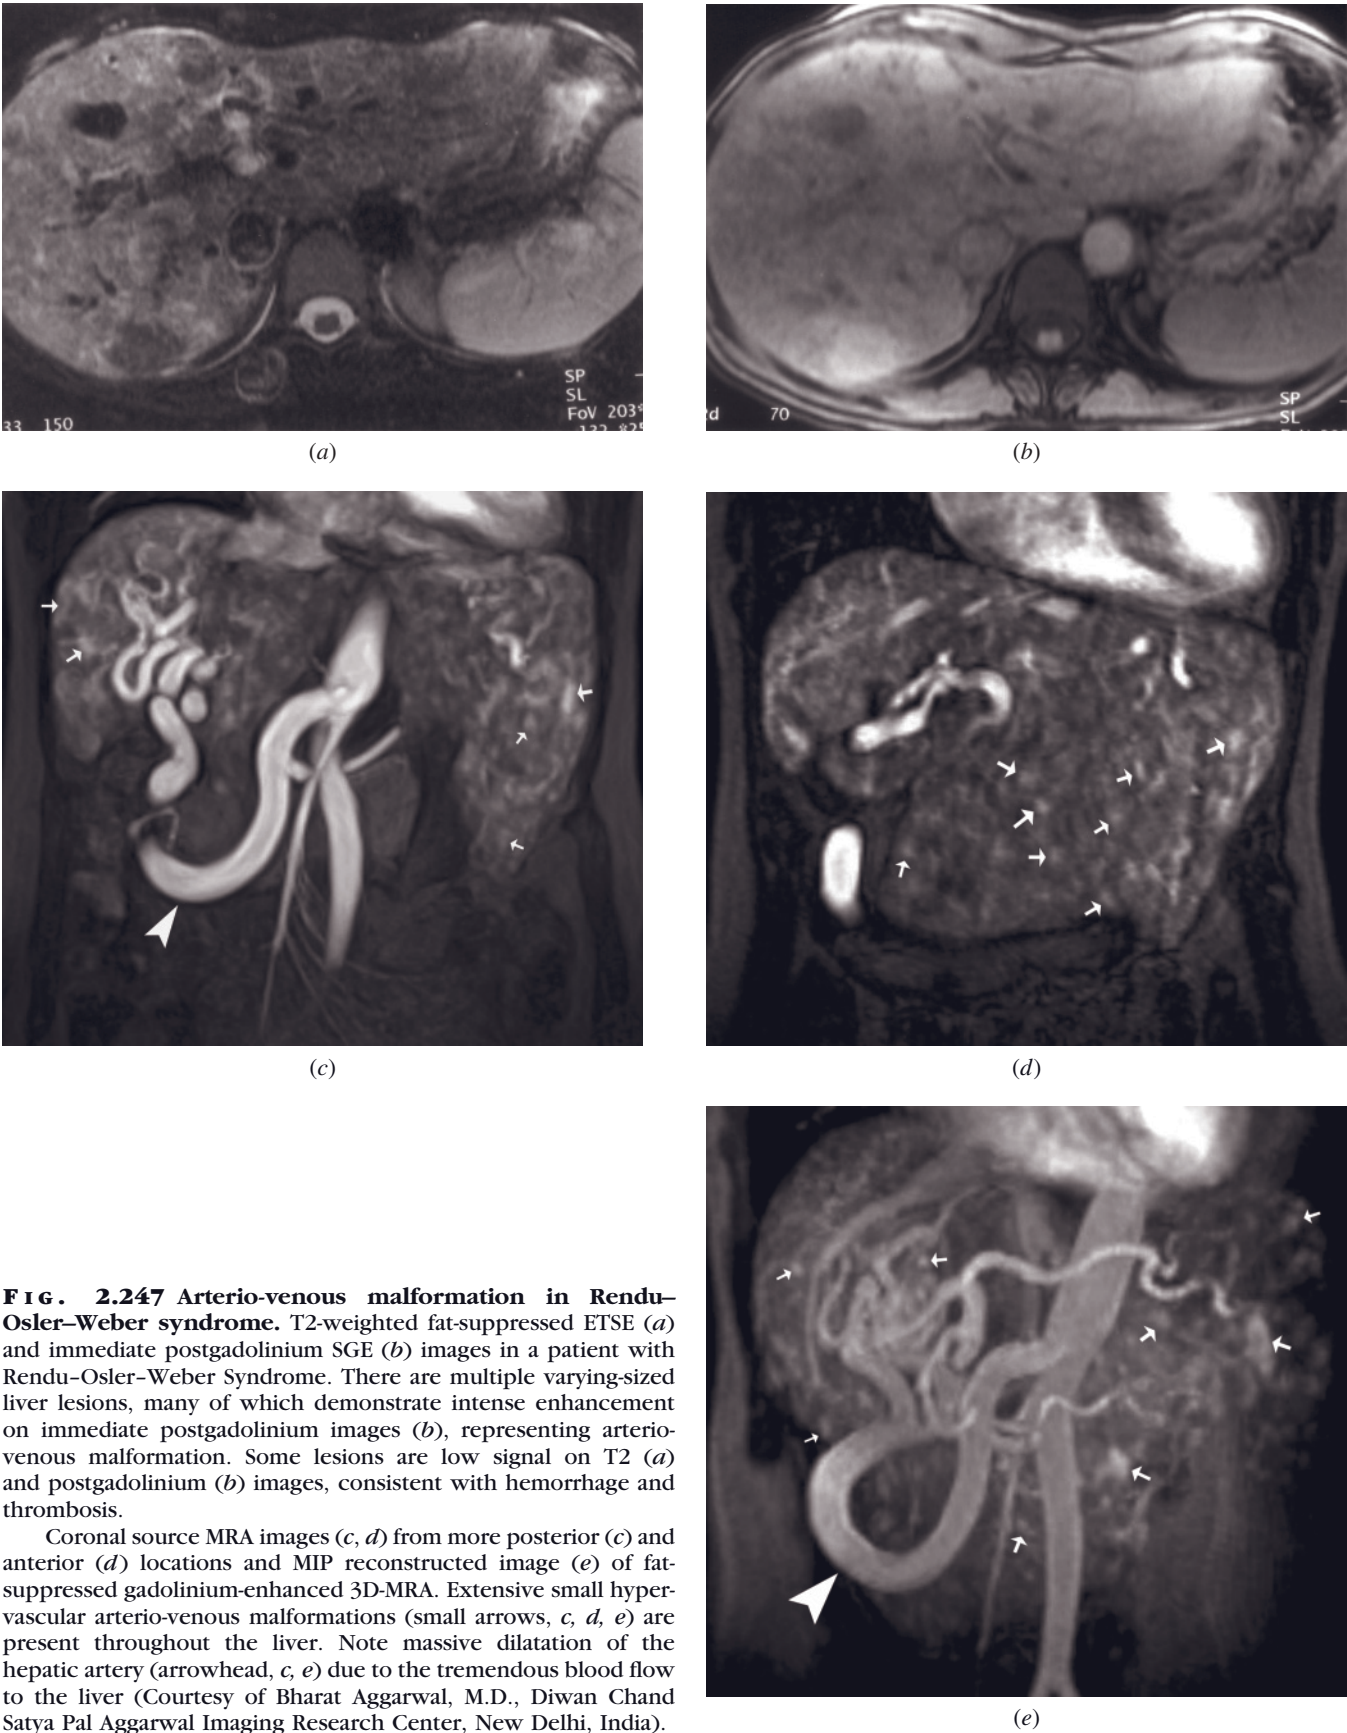 SP
SL
FoV 203*
33 150
132 *25
(a)
2d 70
SP
SL
(b)
(c)
(d)
FIG. 2.247 Arterio-venous malformation in Rendu–
Osler–Weber syndrome. T2-weighted fat-suppressed ETSE (a)
and immediate postgadolinium SGE (b) images in a patient with
Rendu–Osler–Weber Syndrome. There are multiple varying-sized
liver lesions, many of which demonstrate intense enhancement
on immediate postgadolinium images (b), representing arterio-
venous malformation. Some lesions are low signal on T2 (a)
and postgadolinium (b) images, consistent with hemorrhage and
thrombosis.
Coronal source MRA images (c, d) from more posterior (c) and
anterior (d) locations and MIP reconstructed image (e) of fat-
suppressed gadolinium-enhanced 3D-MRA. Extensive small hyper-
vascular arterio-venous malformations (small arrows, c, d, e) are
present throughout the liver. Note massive dilatation of the
hepatic artery (arrowhead, c, e) due to the tremendous blood flow
to the liver (Courtesy of Bharat Aggarwal, M.D., Diwan Chand
Satya Pal Aggarwal Imaging Research Center, New Delhi, India).
(e)